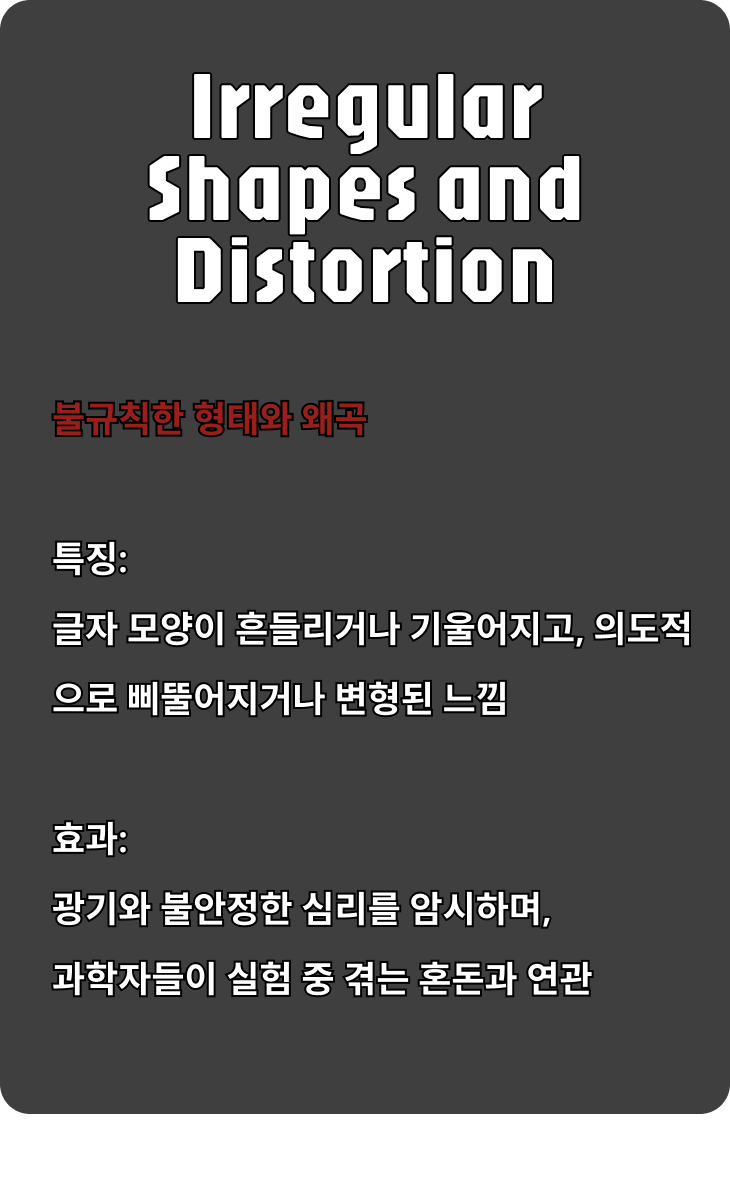 Irregular
Shapes and
Distortion
불규칙한 형태와 왜곡
특징:
글자 모양이 흔들리거나 기울어지고, 의도적
으로 삐뚤어지거나 변형된 느낌
효과:
광기와 불안정한 심리를 암시하며,
과학자들이 실험 중 겪는 혼돈과 연관